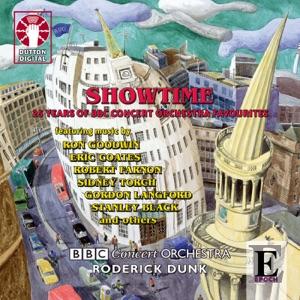 DUTTON
DIGITAL
SHOWTIME
25 YEARS OF BBC CONCERT ORCHESTRA FAVOURITES
featuring music by
RON GOODWIN
ERIC COATES
ROBERT FARNON
SIDNEY TORCH
GORDON LANGFORD
STANLEY BLACK
and others
BBC Concert ORCHESTRA
RODERICK DUNK
E
EPOCH